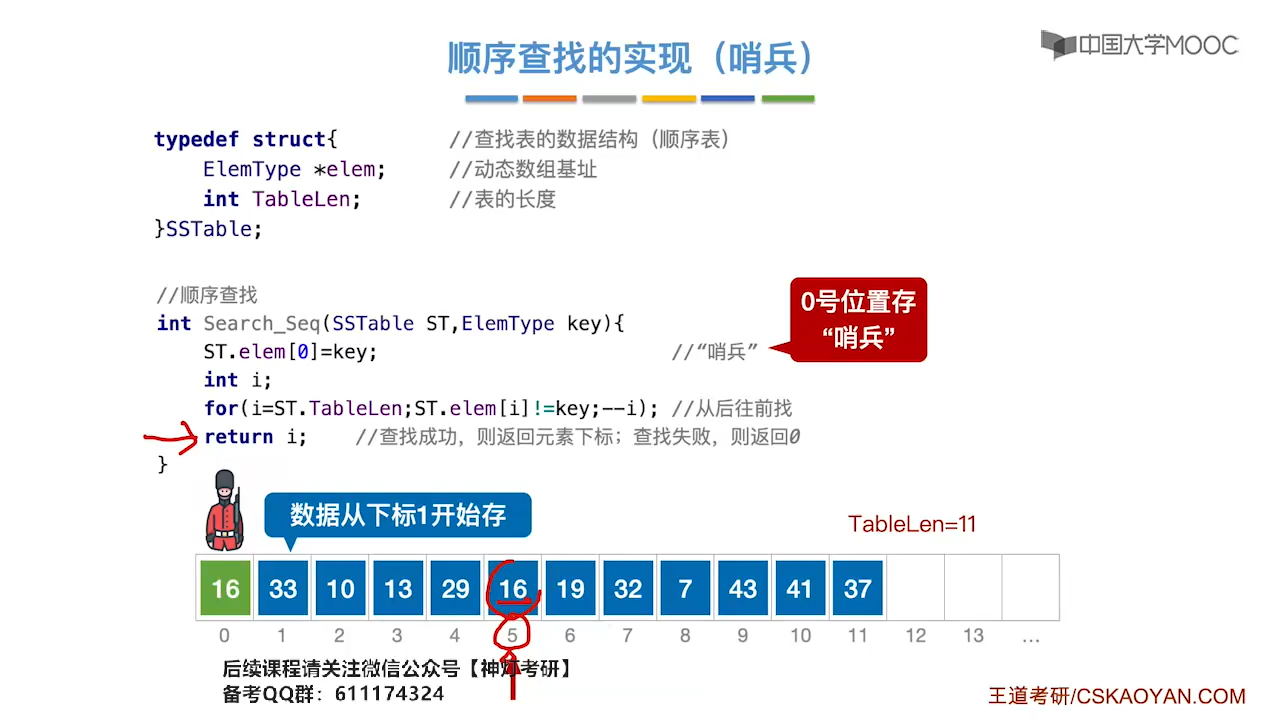 顺序查找的实现（哨兵）
中国大学MOOC
typedef struct{ //查找表的数据结构（顺序表）
ElemType *elem; //动态数组基址
int TableLen; //表的长度
}SSTable;
//顺序查找
int Search_Seq(SSTable ST,ElemType key){
ST.elem[0]=key; //“哨兵”
int i;
for(i=ST.TableLen;ST.elem[i]!=key;--i); //从后往前找
return i; //查找成功，则返回元素下标；查找失败，则返回0
}
0号位置存
“哨兵”
数据从下标1开始存
TableLen=11
16 33 10 13 29 16 19 32 7 43 41 37
0 1 2 3 4 5 6 7 8 9 10 11 12 13 ...
后续课程请关注微信公众号【神灯考研】
备考QQ群：611174324
王道考研/CSKAOYAN.COM